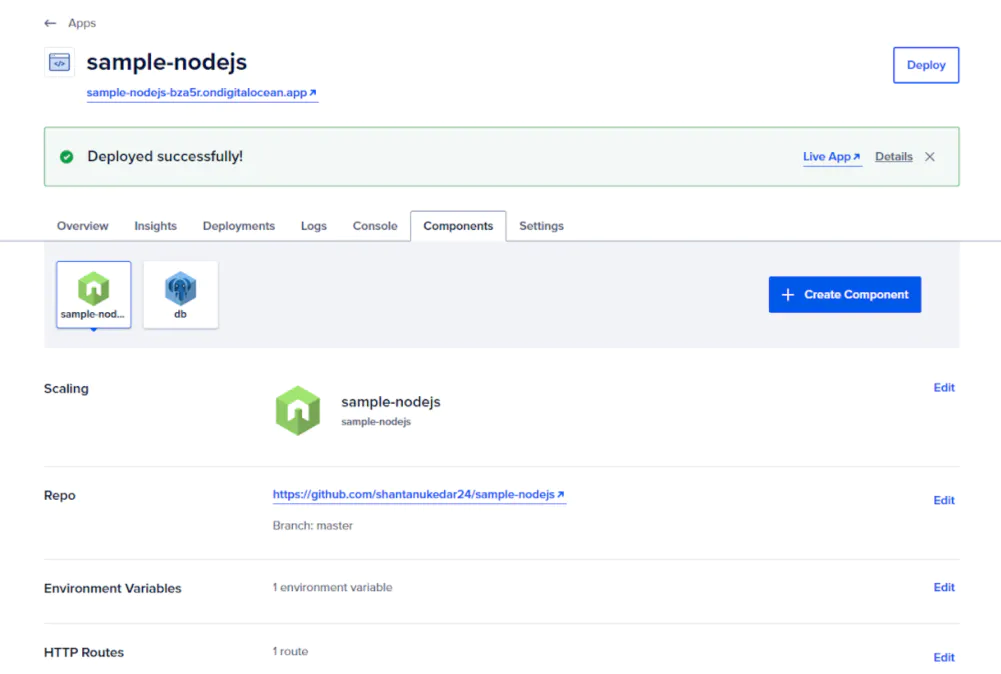 ← Apps
sample-nodejs
Deploy
sample-nodejs-bza5r.ondigitalocean.app↗
Deployed successfully!
Live App↗ Details ×
Overview Insights Deployments Logs Console Components Settings
sample-nod... db
+ Create Component
Scaling
sample-nodejs
sample-nodejs
Edit
Repo
https://github.com/shantanukedar24/sample-nodejs↗
Edit
Branch: master
Environment Variables 1 environment variable Edit
HTTP Routes 1 route Edit